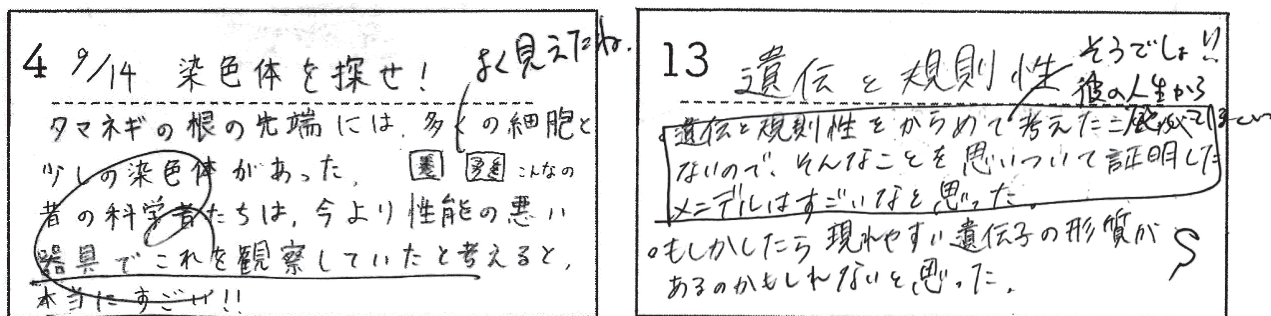 4 9/14 染色体を探せ! よく見えたね.
タマネギの根の先端には、多くの細胞と
少しの染色体があった。 こんなの
昔の科学者たちは、今より性能の悪い
器具でこれを観察していたと考えると、
本当にすごい!!
13 遺伝と規則性
そうでしょ!!
彼の人生から
。遺伝と規則性をからめて考えたこ
ないので、そんなことを思いついて証明した
メンデルはすごいなと思った。
。もしかしたら現れやすい遺伝子の形質が
あるのかもしれないと思った。
S